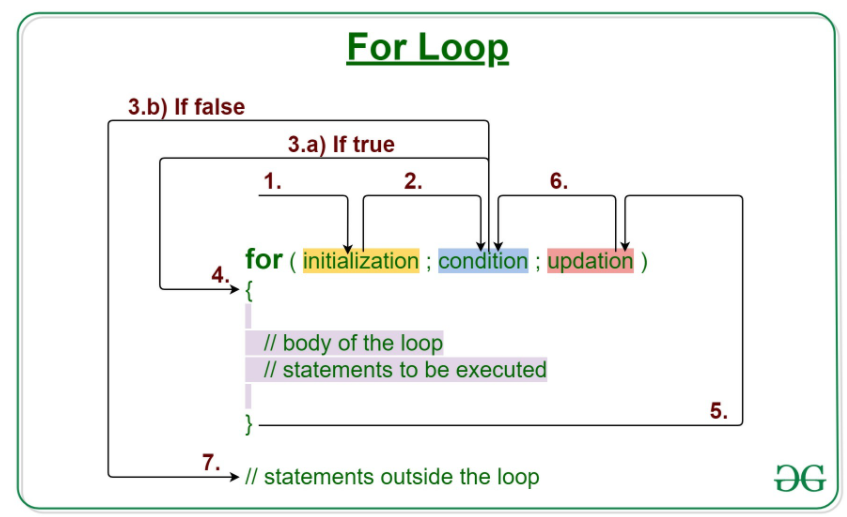 For Loop
3.b) If false
3.a) If true
1. 2. 6.
for ( initialization ; condition ; updation )
4.
{
// body of the loop
// statements to be executed
5.
}
7.
// statements outside the loop